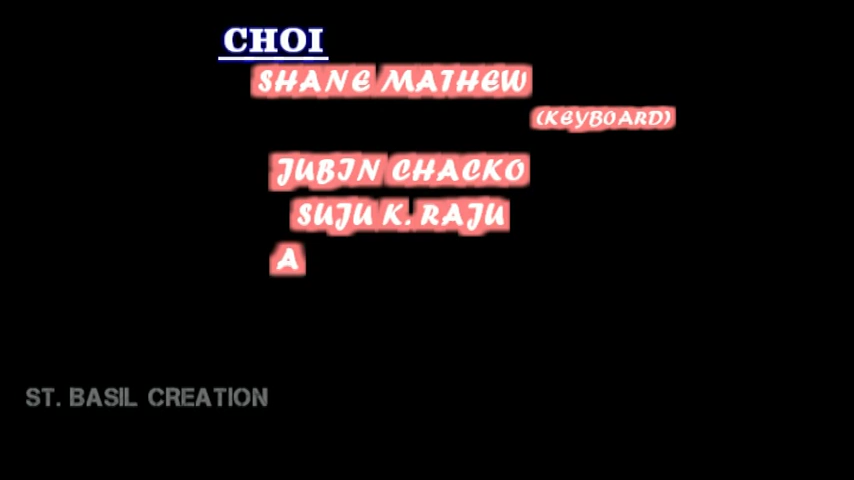 CHOI
SHANE MATHEW
(KEYBOARD)
JUBIN CHACKO
SUJU K. RAJU
A
ST. BASIL CREATION